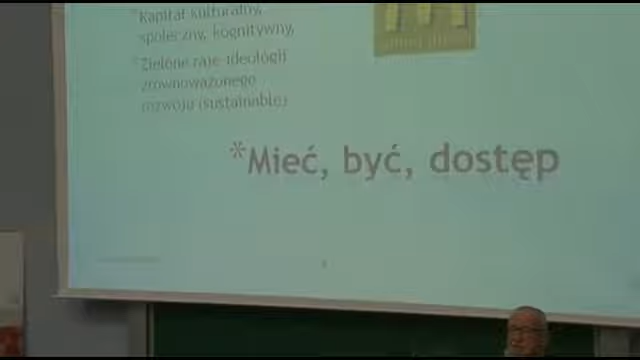 *Kapitał kulturalny,
społeczny, kognitywny,
*Zielone raje ideologii
zrównoważonego
rozwoju (sustainable)
*Mieć, być, dostęp